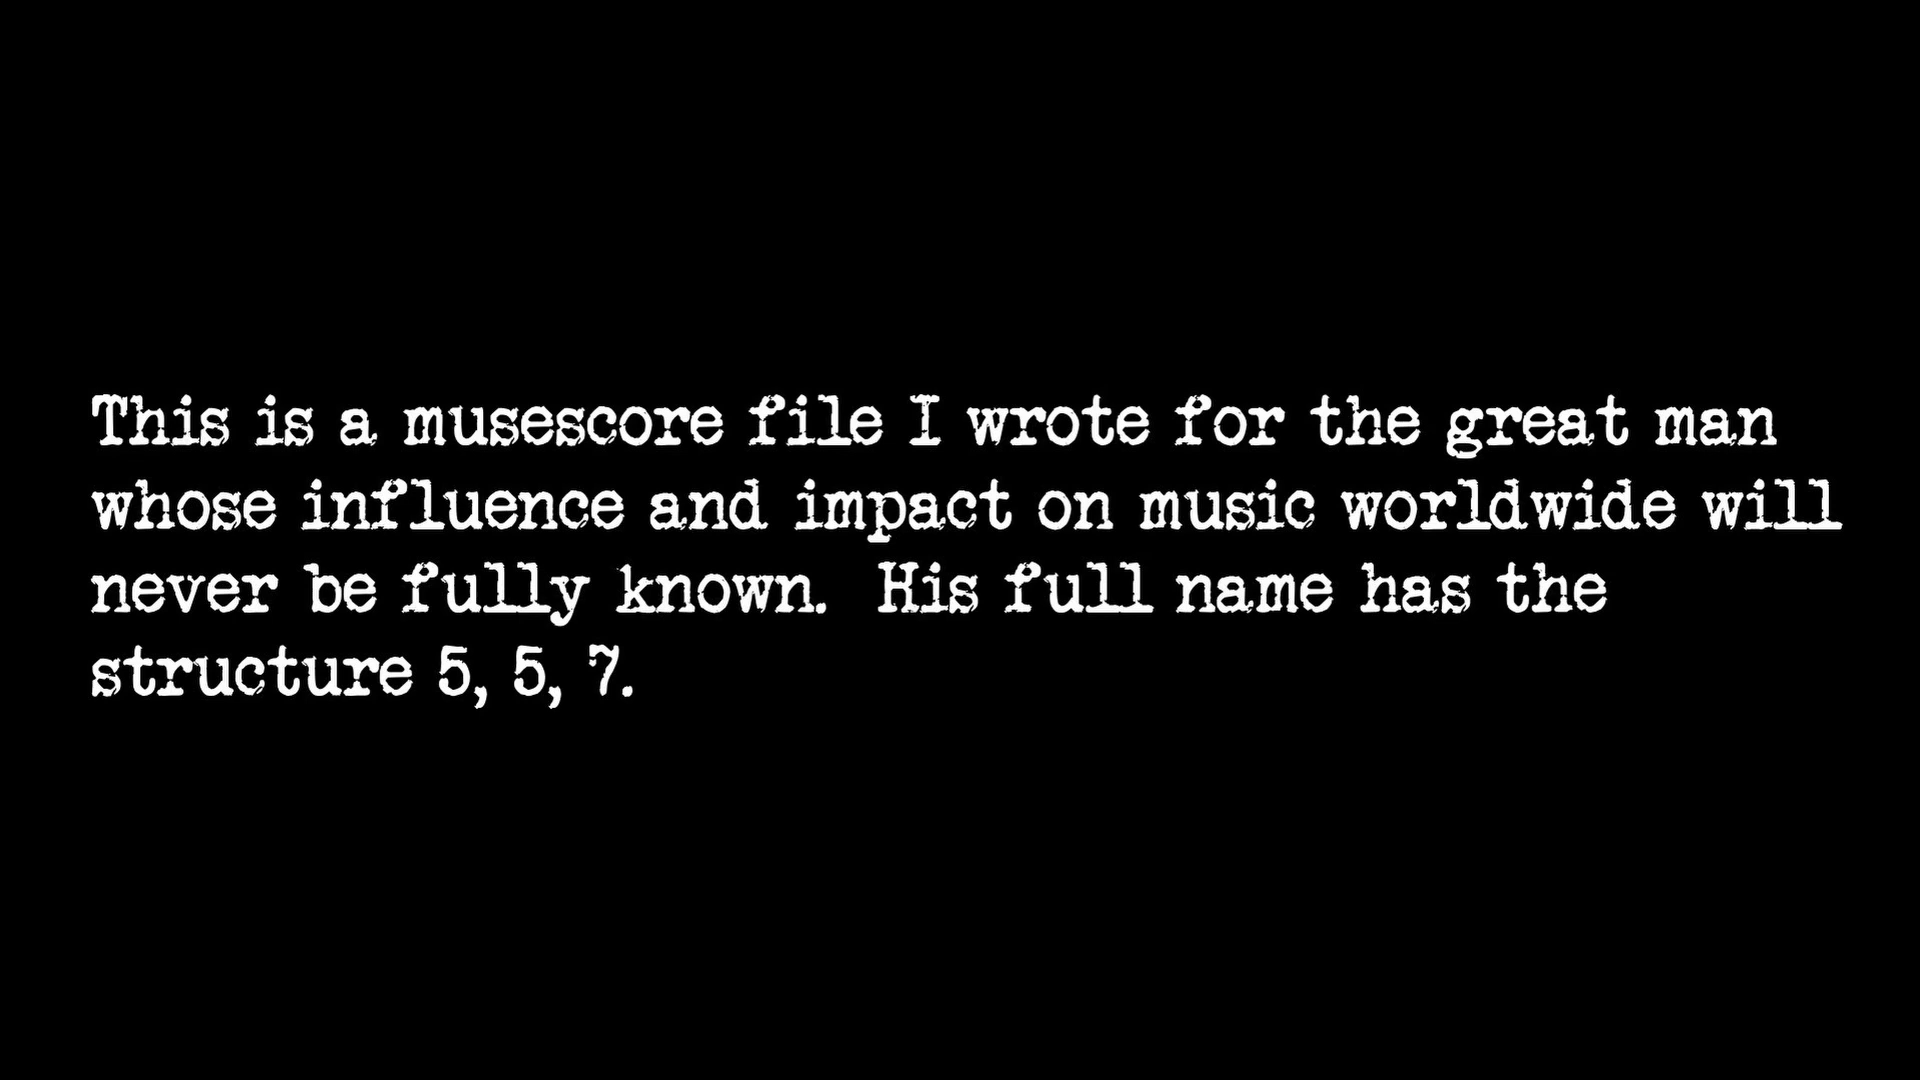 This is a musescore file I wrote for the great man
whose influence and impact on music worldwide will
never be fully known.  His full name has the
structure 5, 5, 7.